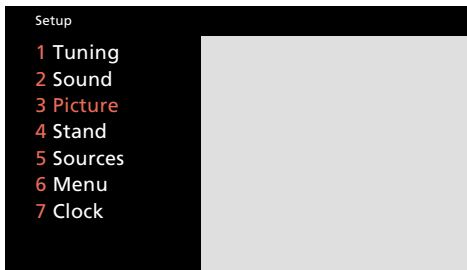 Setup
1 Tuning
2 Sound
3 Picture
4 Stand
5 Sources
6 Menu
7 Clock